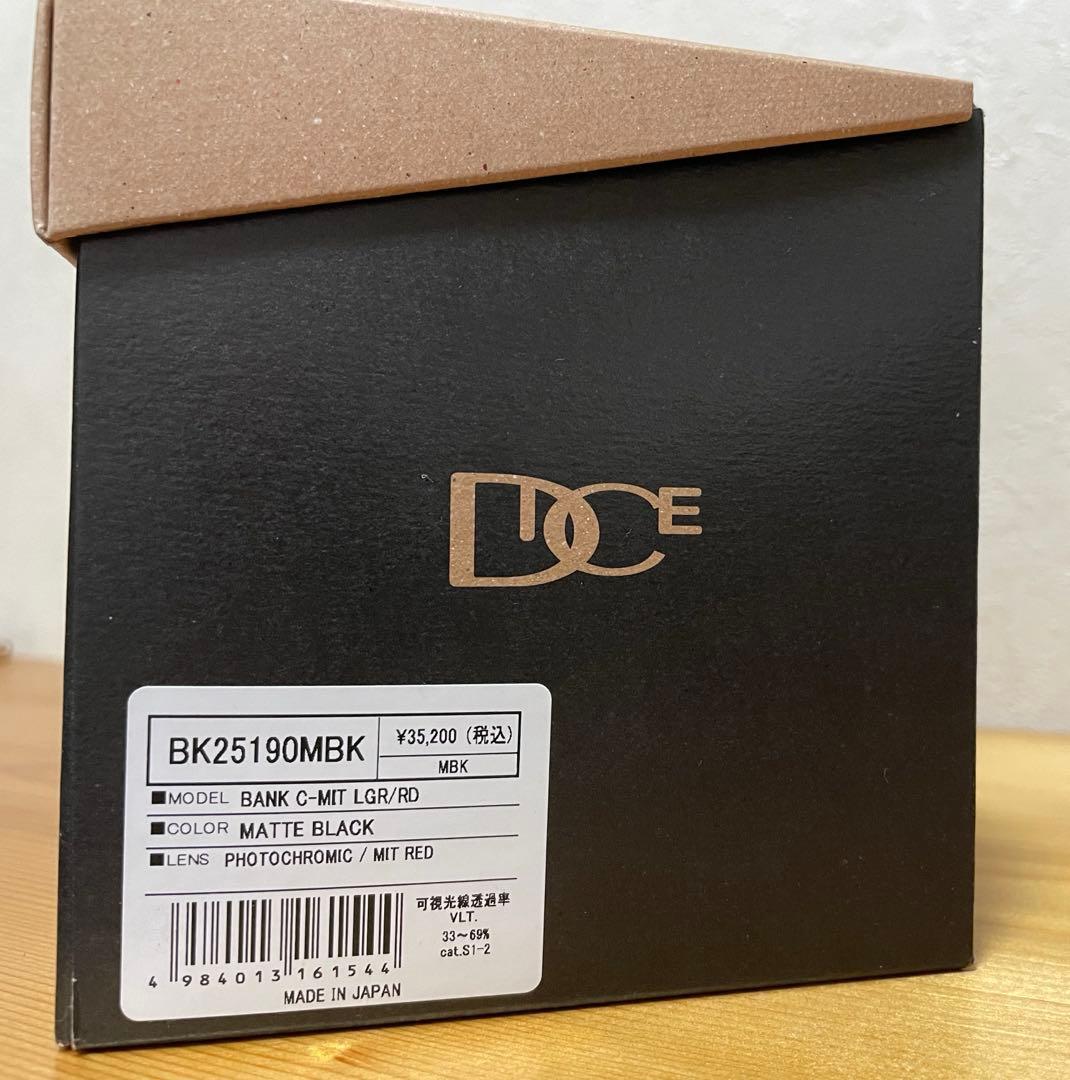 DICE
BK25190MBK
¥35,200 (税込)
MBK
■MODEL BANK C-MIT LGR/RD
■COLOR MATTE BLACK
■LENS PHOTOCHROMIC / MIT RED
可視光線透過率
VLT.
33～69%
cat.S1-2
4 984013 161544
MADE IN JAPAN